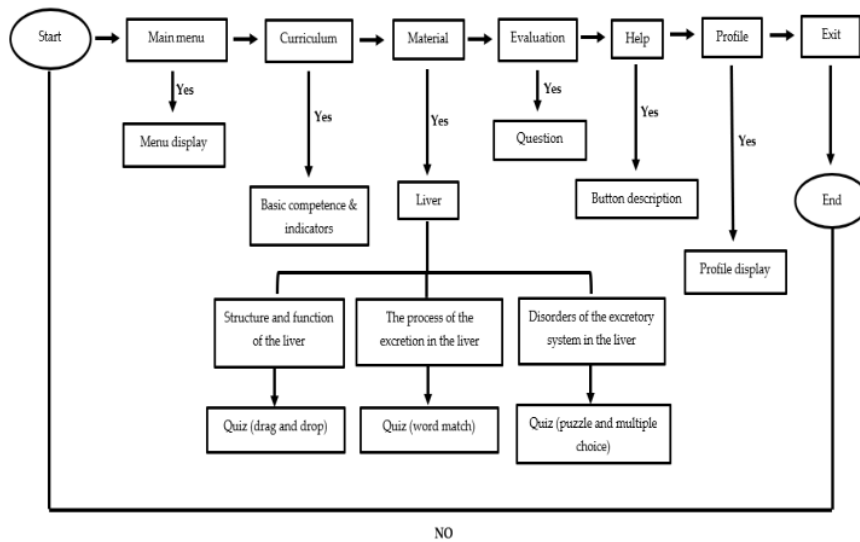 Start
Main menu
Curriculum
Material
Evaluation
Help
Profile
Exit
Yes
Yes
Yes
Yes
Yes
Yes
Menu display
Question
Basic competence &
indicators
Liver
Button description
End
Profile display
Structure and function
of the liver
The process of the
excretion in the liver
Disorders of the excretory
system in the liver
Quiz (drag and drop)
Quiz (word match)
Quiz (puzzle and multiple
choice)
NO